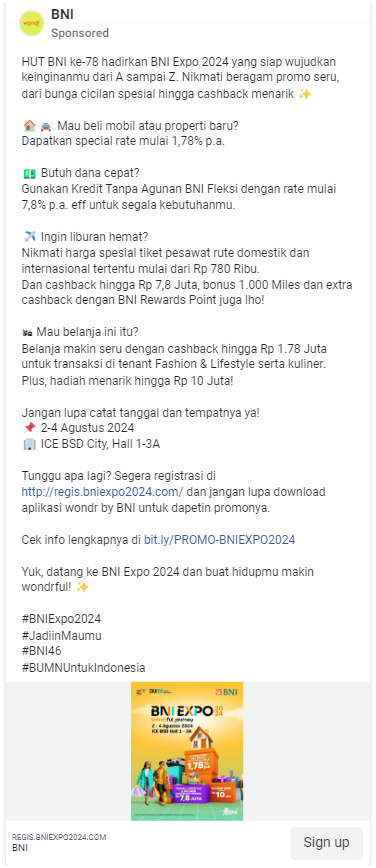 BNI
Sponsored
wondr
HUT BNI ke-78 hadirkan BNI Expo 2024 yang siap wujudkan
keinginanmu dari A sampai Z. Nikmati beragam promo seru,
dari bunga cicilan spesial hingga cashback menarik ✨
🏠 🚘 Mau beli mobil atau properti baru?
Dapatkan special rate mulai 1,78% p.a.
💵 Butuh dana cepat?
Gunakan Kredit Tanpa Agunan BNI Fleksi dengan rate mulai
7,8% p.a. eff untuk segala kebutuhanmu.
✈️ Ingin liburan hemat?
Nikmati harga spesial tiket pesawat rute domestik dan
internasional tertentu mulai dari Rp 780 Ribu.
Dan cashback hingga Rp 7,8 Juta, bonus 1.000 Miles dan extra
cashback dengan BNI Rewards Point juga lho!
🛍 Mau belanja ini itu?
Belanja makin seru dengan cashback hingga Rp 1.78 Juta
untuk transaksi di tenant Fashion & Lifestyle serta kuliner.
Plus, hadiah menarik hingga Rp 10 Juta!
Jangan lupa catat tanggal dan tempatnya ya!
📌 2-4 Agustus 2024
🏢 ICE BSD City, Hall 1-3A
Tunggu apa lagi? Segera registrasi di
http://regis.bniexpo2024.com/ dan jangan lupa download
aplikasi wondr by BNI untuk dapetin promonya.
Cek info lengkapnya di bit.ly/PROMO-BNIEXPO2024
Yuk, datang ke BNI Expo 2024 dan buat hidupmu makin
wondrful! ✨
#BNIExpo2024
#JadiinMaumu
#BNI46
#BUMNUntukIndonesia
BNI
BNI EXPO 2024
wondrful journey
2 - 4 Agustus 2024
ICE BSD Hall 1 - 3A
1,78%
7,8 JUTA
10 JUTA
REGIS.BNIEXPO2024.COM
BNI
Sign up